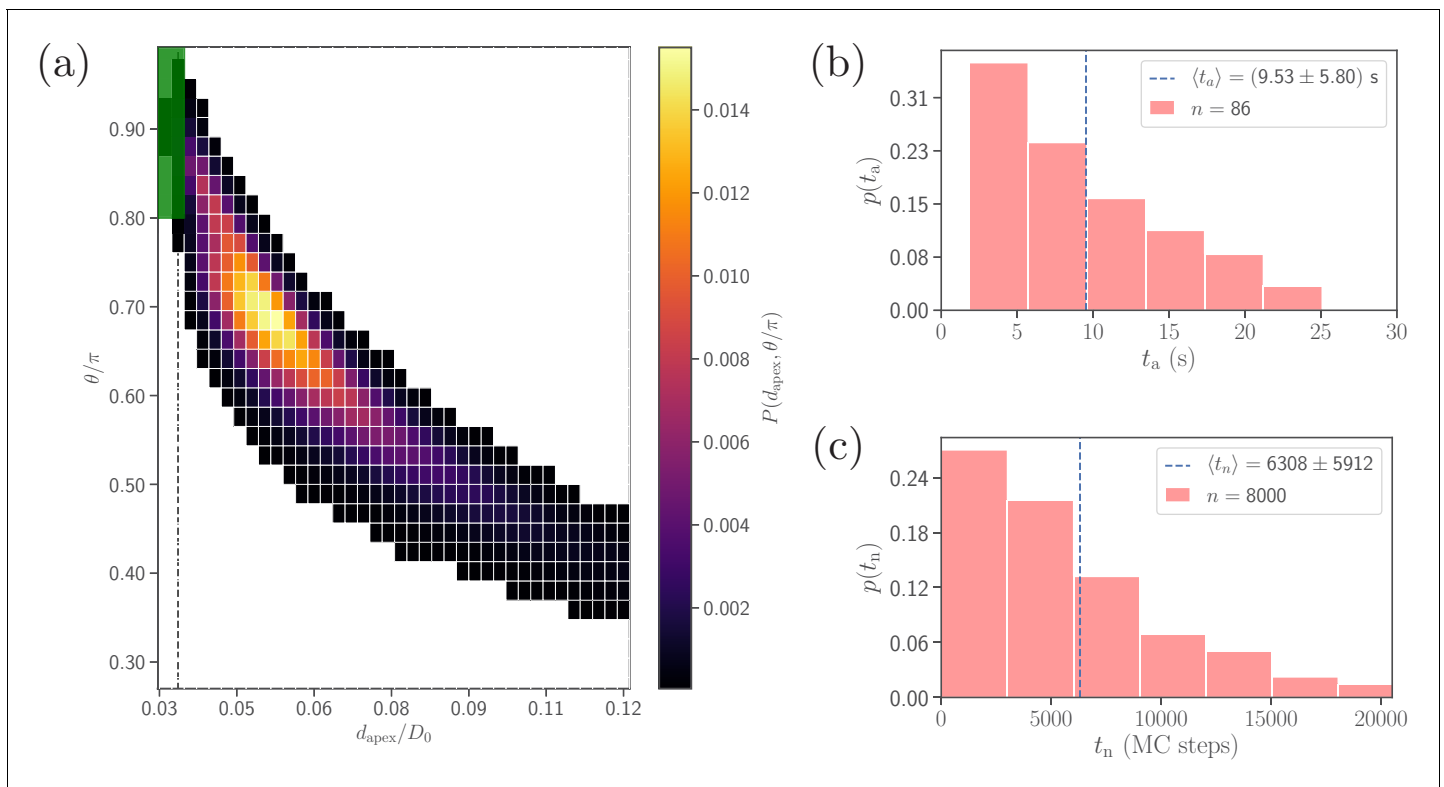 (a)
0.90
0.80
0.70
0.60
0.50
0.40
0.30
θ/π
0.03 0.05 0.06 0.08 0.09 0.11 0.12
d_apex/D_0
0.014
0.012
0.010
0.008
0.006
0.004
0.002
P(d_apex, θ/π)
(b)
⟨t_a⟩ = (9.53 ± 5.80) s
n = 86
0.31
0.23
0.15
0.08
0.00
p(t_a)
0 5 10 15 20 25 30
t_a (s)
(c)
⟨t_n⟩ = 6308 ± 5912
n = 8000
0.24
0.18
0.12
0.06
0.00
p(t_n)
0 5000 10000 15000 20000
t_n (MC steps)